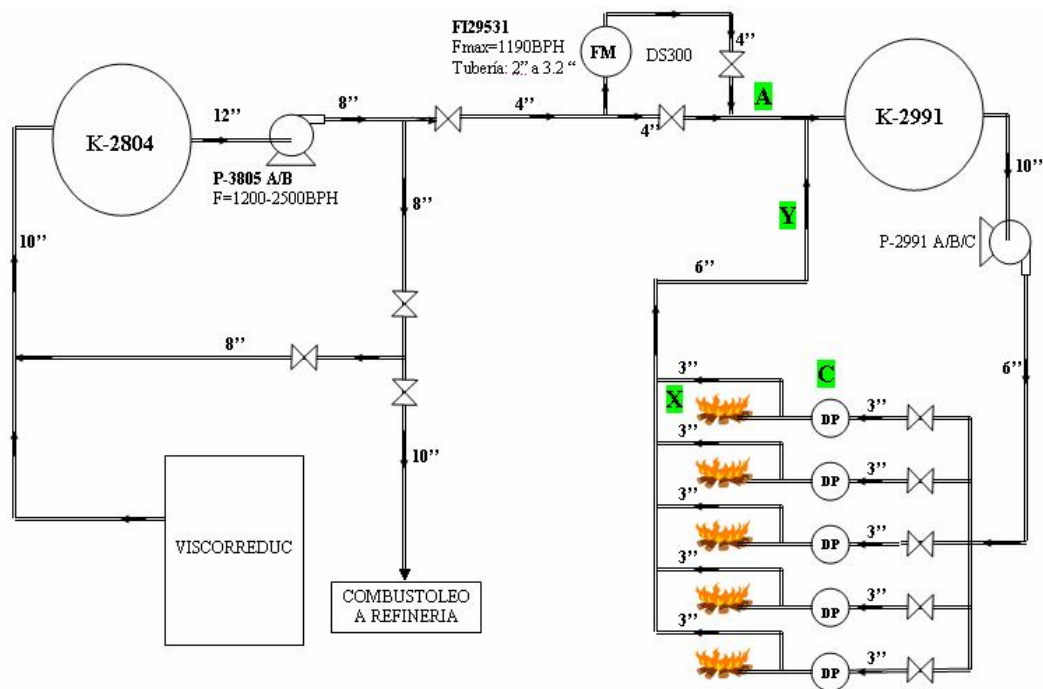 FI29531
Fmax=1190BPH
Tubería: 2” a 3.2 “
FM
DS300
4’’
A
12’’
8’’
4’’
4’’
K-2804
K-2991
P-3805 A/B
F=1200-2500BPH
10’’
8’’
Y
10’’
P-2991 A/B/C
6’’
8’’
6’’
3’’
C
X
DP
3’’
3’’
DP
3’’
10’’
3’’
DP
3’’
VISCORREDUC
3’’
DP
3’’
COMBUSTOLEO
A REFINERIA
3’’
DP
3’’